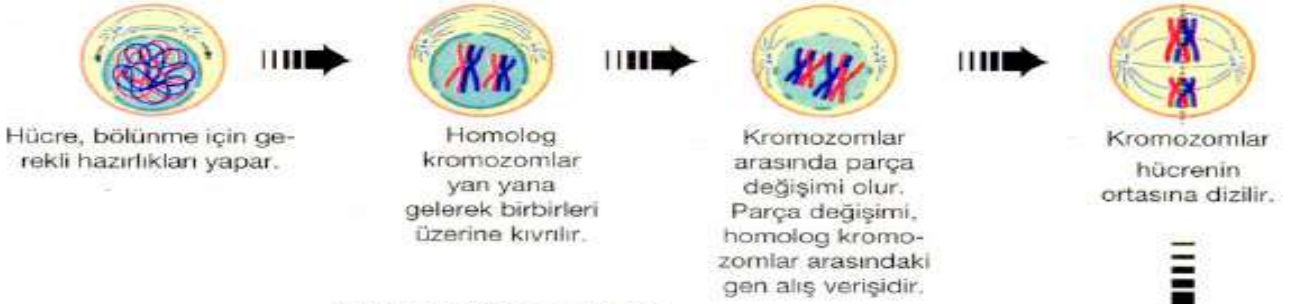 Hücre, bölünme için ge-
rekli hazırlıkları yapar.
Homolog
kromozomlar
yan yana
gelerek birbirleri
üzerine kıvrılır.
Kromozomlar
arasında parça
değişimi olur.
Parça değişimi,
homolog kromo-
zomlar arasındaki
gen alış verişidir.
Kromozomlar
hücrenin
ortasına dizilir.